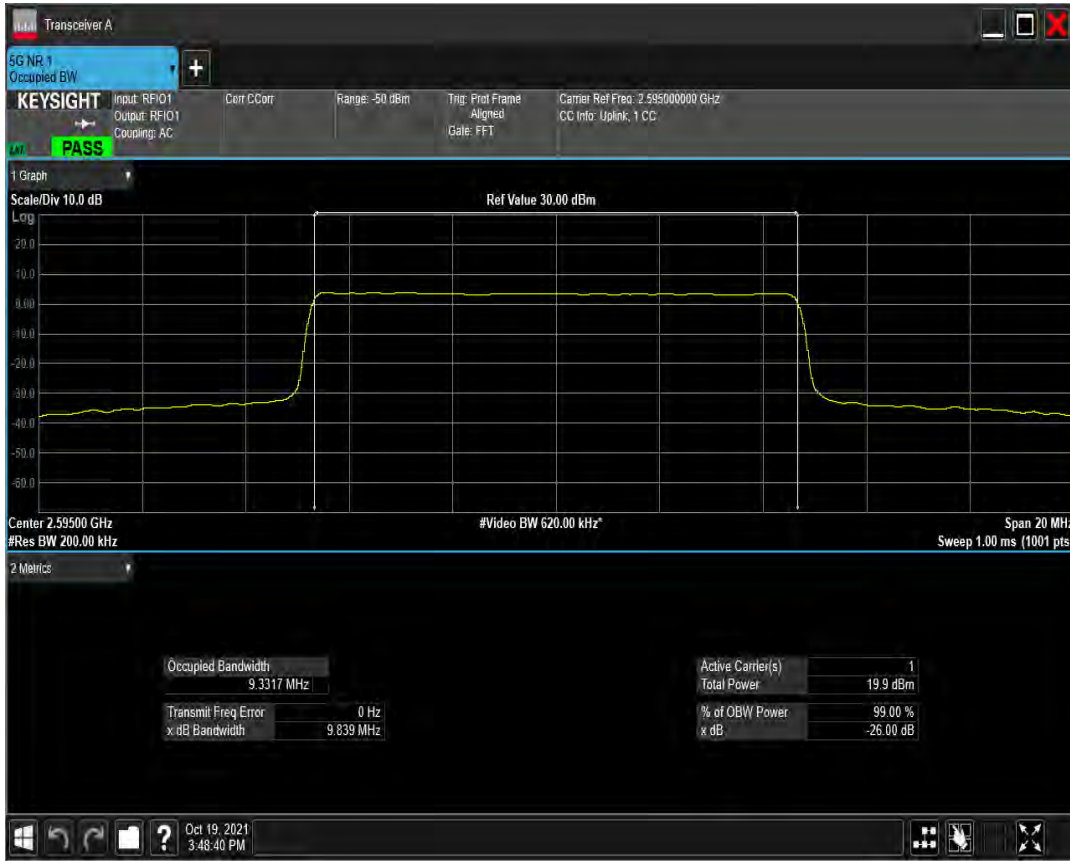 Transceiver A
5G NR 1
Occupied BW
+
KEYSIGHT
PASS
Input: RFIO1
Output: RFIO1
Coupling: AC
Corr CCorr
Range: -50 dBm
Trig: Prot Frame
Aligned
Gate: FFT
Carrier Ref Freq: 2.595000000 GHz
CC Info: Uplink, 1 CC
1 Graph
Scale/Div 10.0 dB
Ref Value 30.00 dBm
Log
20.0
10.0
0.00
-10.0
-20.0
-30.0
-40.0
-50.0
-60.0
Center 2.59500 GHz
#Video BW 620.00 kHz*
Span 20 MHz
#Res BW 200.00 kHz
Sweep 1.00 ms (1001 pts
2 Metrics
Occupied Bandwidth
9.3317 MHz
Transmit Freq Error 0 Hz
x dB Bandwidth 9.839 MHz
Active Carrier(s) 1
Total Power 19.9 dBm
% of OBW Power 99.00 %
x dB -26.00 dB
?
Oct 19, 2021
3:48:40 PM